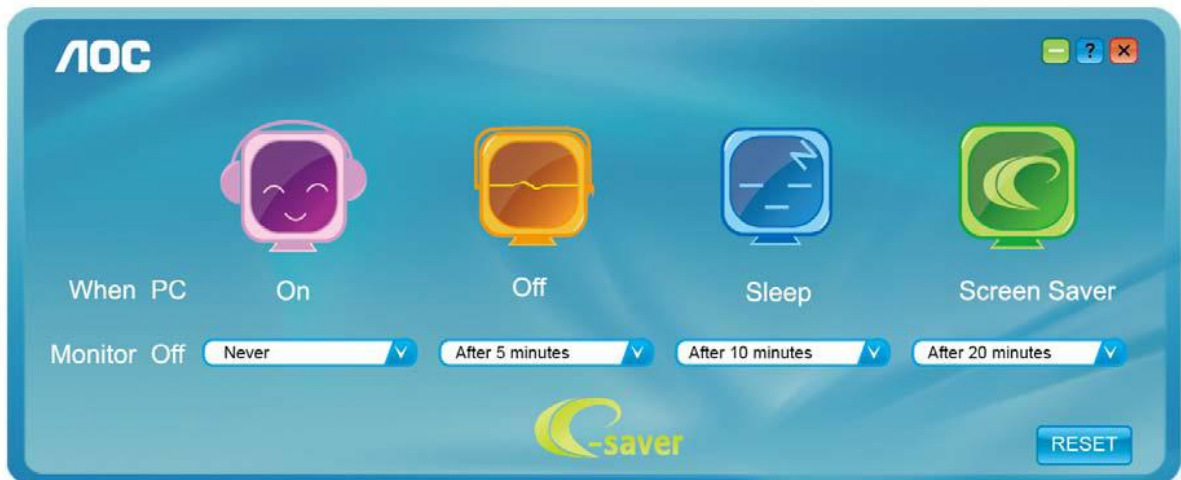 AOC
?
When PC On Off Sleep Screen Saver
Monitor Off Never After 5 minutes After 10 minutes After 20 minutes
e-saver
RESET